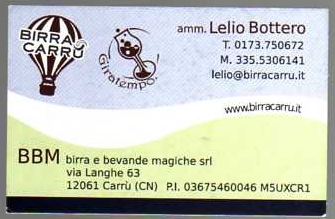 BIRRA
CARRÙ
Giratempo
amm. Lelio Bottero
T. 0173.750672
M. 335.5306141
lelio@birracarru.it
www.birracarru.it
BBM birra e bevande magiche srl
via Langhe 63
12061 Carrù (CN) P.I. 03675460046 M5UXCR1